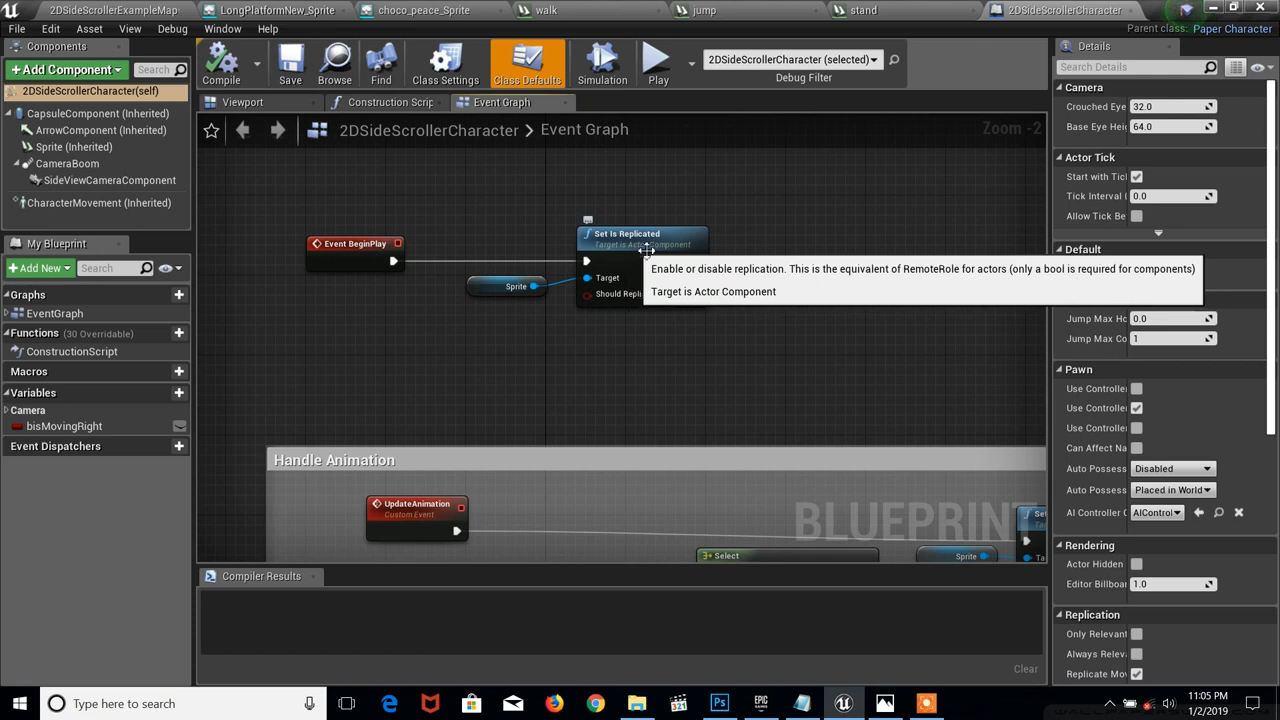 2DSideScrollerExampleMap
LongPlatformNew_Sprite
choco_peace_Sprite
walk
jump
stand
2DSideScrollerCharacter
File Edit Asset View Debug Window Help
Parent class: Paper Character
Components
+ Add Component
Search
2DSideScrollerCharacter(self)
CapsuleComponent (Inherited)
ArrowComponent (Inherited)
Sprite (Inherited)
CameraBoom
SideViewCameraComponent
CharacterMovement (Inherited)
My Blueprint
+ Add New
Search
Graphs
EventGraph
Functions (30 Overridable)
ConstructionScript
Macros
Variables
Camera
bisMovingRight
Event Dispatchers
Compile
Save
Browse
Find
Class Settings
Class Defaults
Simulation
Play
2DSideScrollerCharacter (selected)
Debug Filter
Viewport
Construction Scrip
Event Graph
2DSideScrollerCharacter > Event Graph
Zoom -2
Event BeginPlay
Set Is Replicated
Target is Actor Component
Sprite
Target
Should Repli
Enable or disable replication. This is the equivalent of RemoteRole for actors (only a bool is required for components)
Target is Actor Component
Handle Animation
UpdateAnimation
Custom Event
BLUEPRINT
Select
Sprite
Set
Ta
Compiler Results
Clear
Details
Search Details
Camera
Crouched Eye 32.0
Base Eye Hei 64.0
Actor Tick
Start with Tic
Tick Interval ( 0.0
Allow Tick Be
Default
Jump Max Ho 0.0
Jump Max Co 1
Pawn
Use Controlle
Use Controlle
Use Controlle
Can Affect Na
Auto Possess Disabled
Auto Possess Placed in World
AI Controller C AIControl
Rendering
Actor Hidden
Editor Billboa 1.0
Replication
Only Relevant
Always Relev
Replicate Mov
Type here to search
11:05 PM
1/2/2019